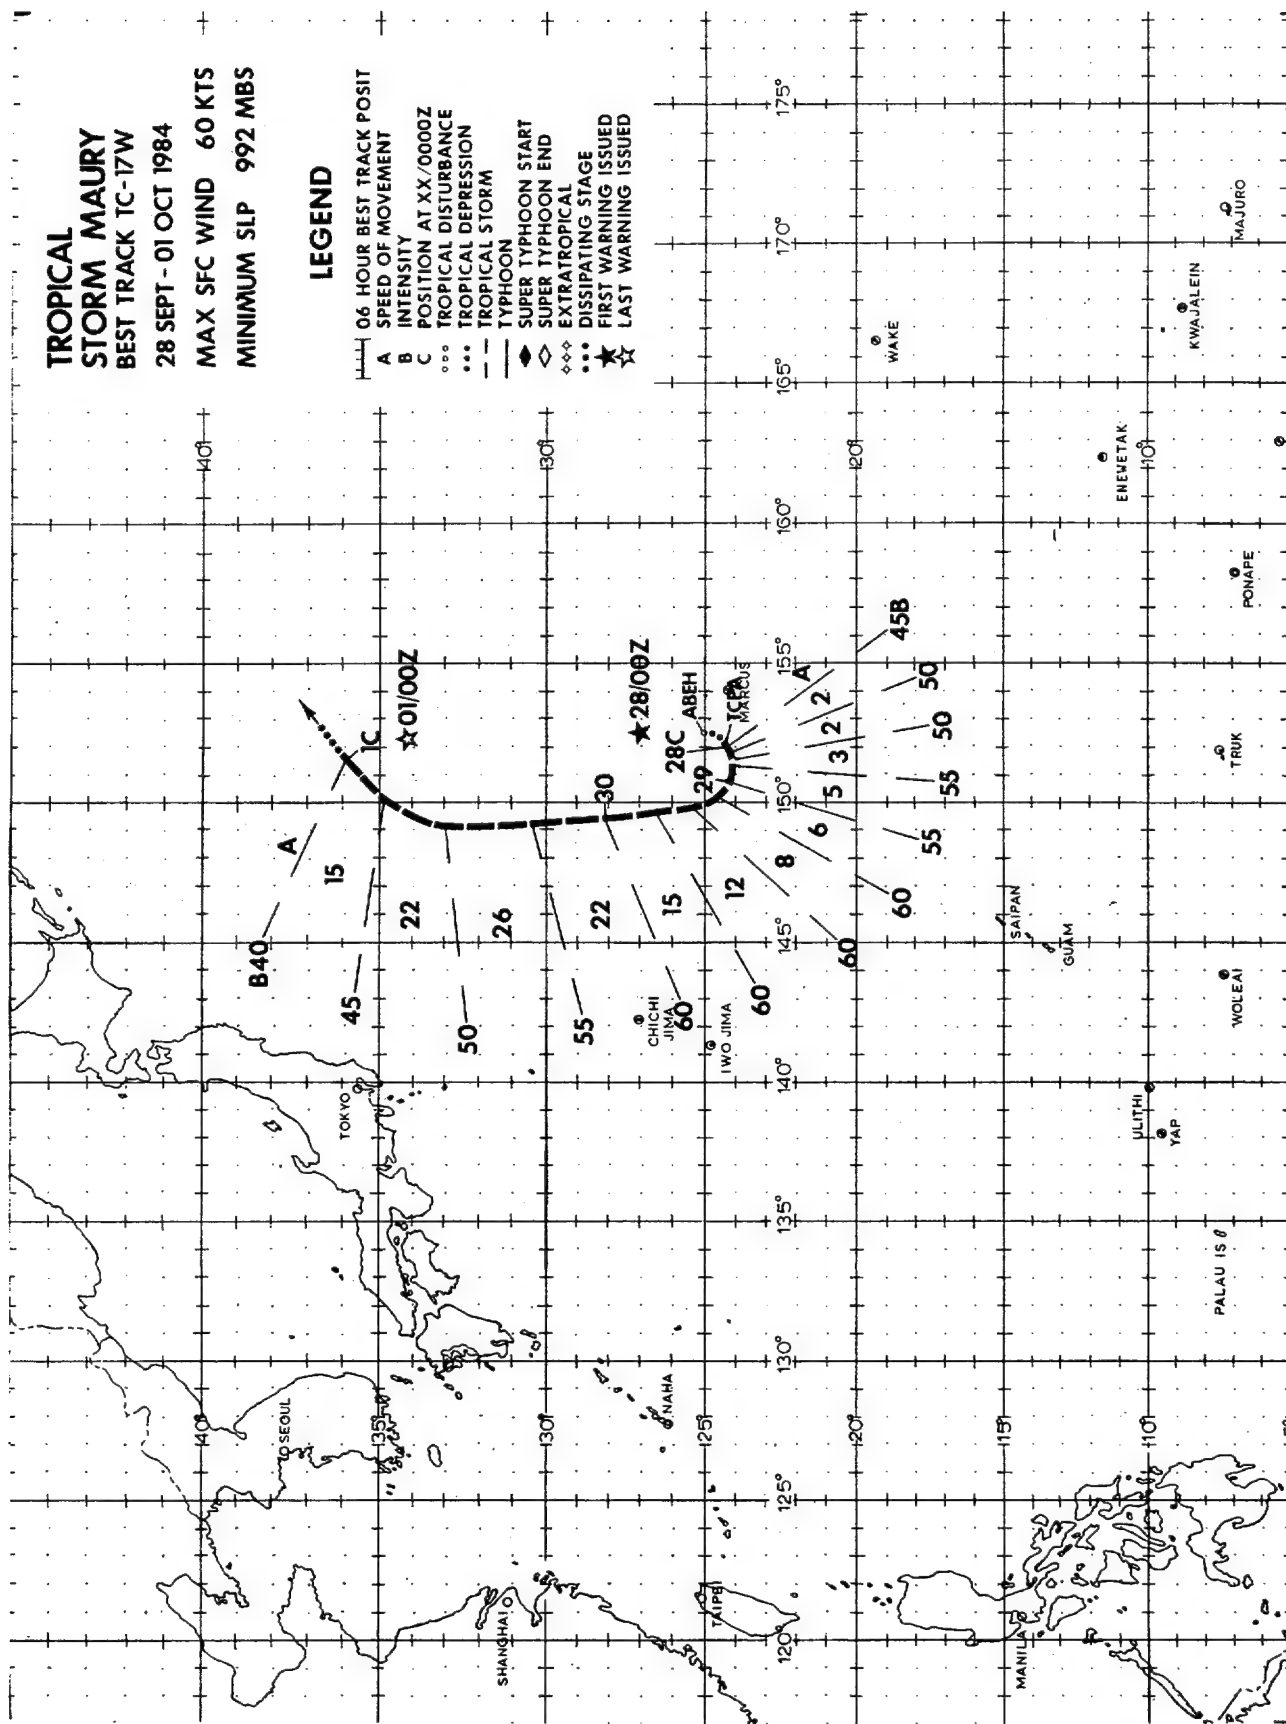 TROPICAL
STORM MAURY
BEST TRACK TC-17W
28 SEPT - 01 OCT 1984
MAX SFC WIND 60 KTS
MINIMUM SLP 992 MBS
LEGEND
06 HOUR BEST TRACK POSIT
A SPEED OF MOVEMENT
B INTENSITY
C POSITION AT XX/0000Z
TROPICAL DISTURBANCE
TROPICAL DEPRESSION
TROPICAL STORM
TYPHOON
SUPER TYPHOON START
SUPER TYPHOON END
EXTRATROPICAL
DISSIPATING STAGE
FIRST WARNING ISSUED
LAST WARNING ISSUED
40°
35°
30°
25°
20°
15°
10°
40°
30°
20°
10°
120°
125°
130°
135°
140°
145°
150°
155°
160°
165°
170°
175°
SHANGHAI
TAIPEI
MANILA
SEOUL
NAHA
TOKYO
PALAU IS
ULITHI
YAP
WOLEAI
CHICHI
JIMA
IWO JIMA
SAIPAN
GUAM
TRUK
PONAPE
ENEWETAK
WAKE
KWAJALEIN
MAJURO
MARCUS
ABEH
TCFA
★28/00Z
☆01/00Z
28C
29
30
1C
A
2
2
3
5
6
8
12
15
22
26
22
15
A
45B
50
50
55
55
60
60
60
60
55
50
45
B40